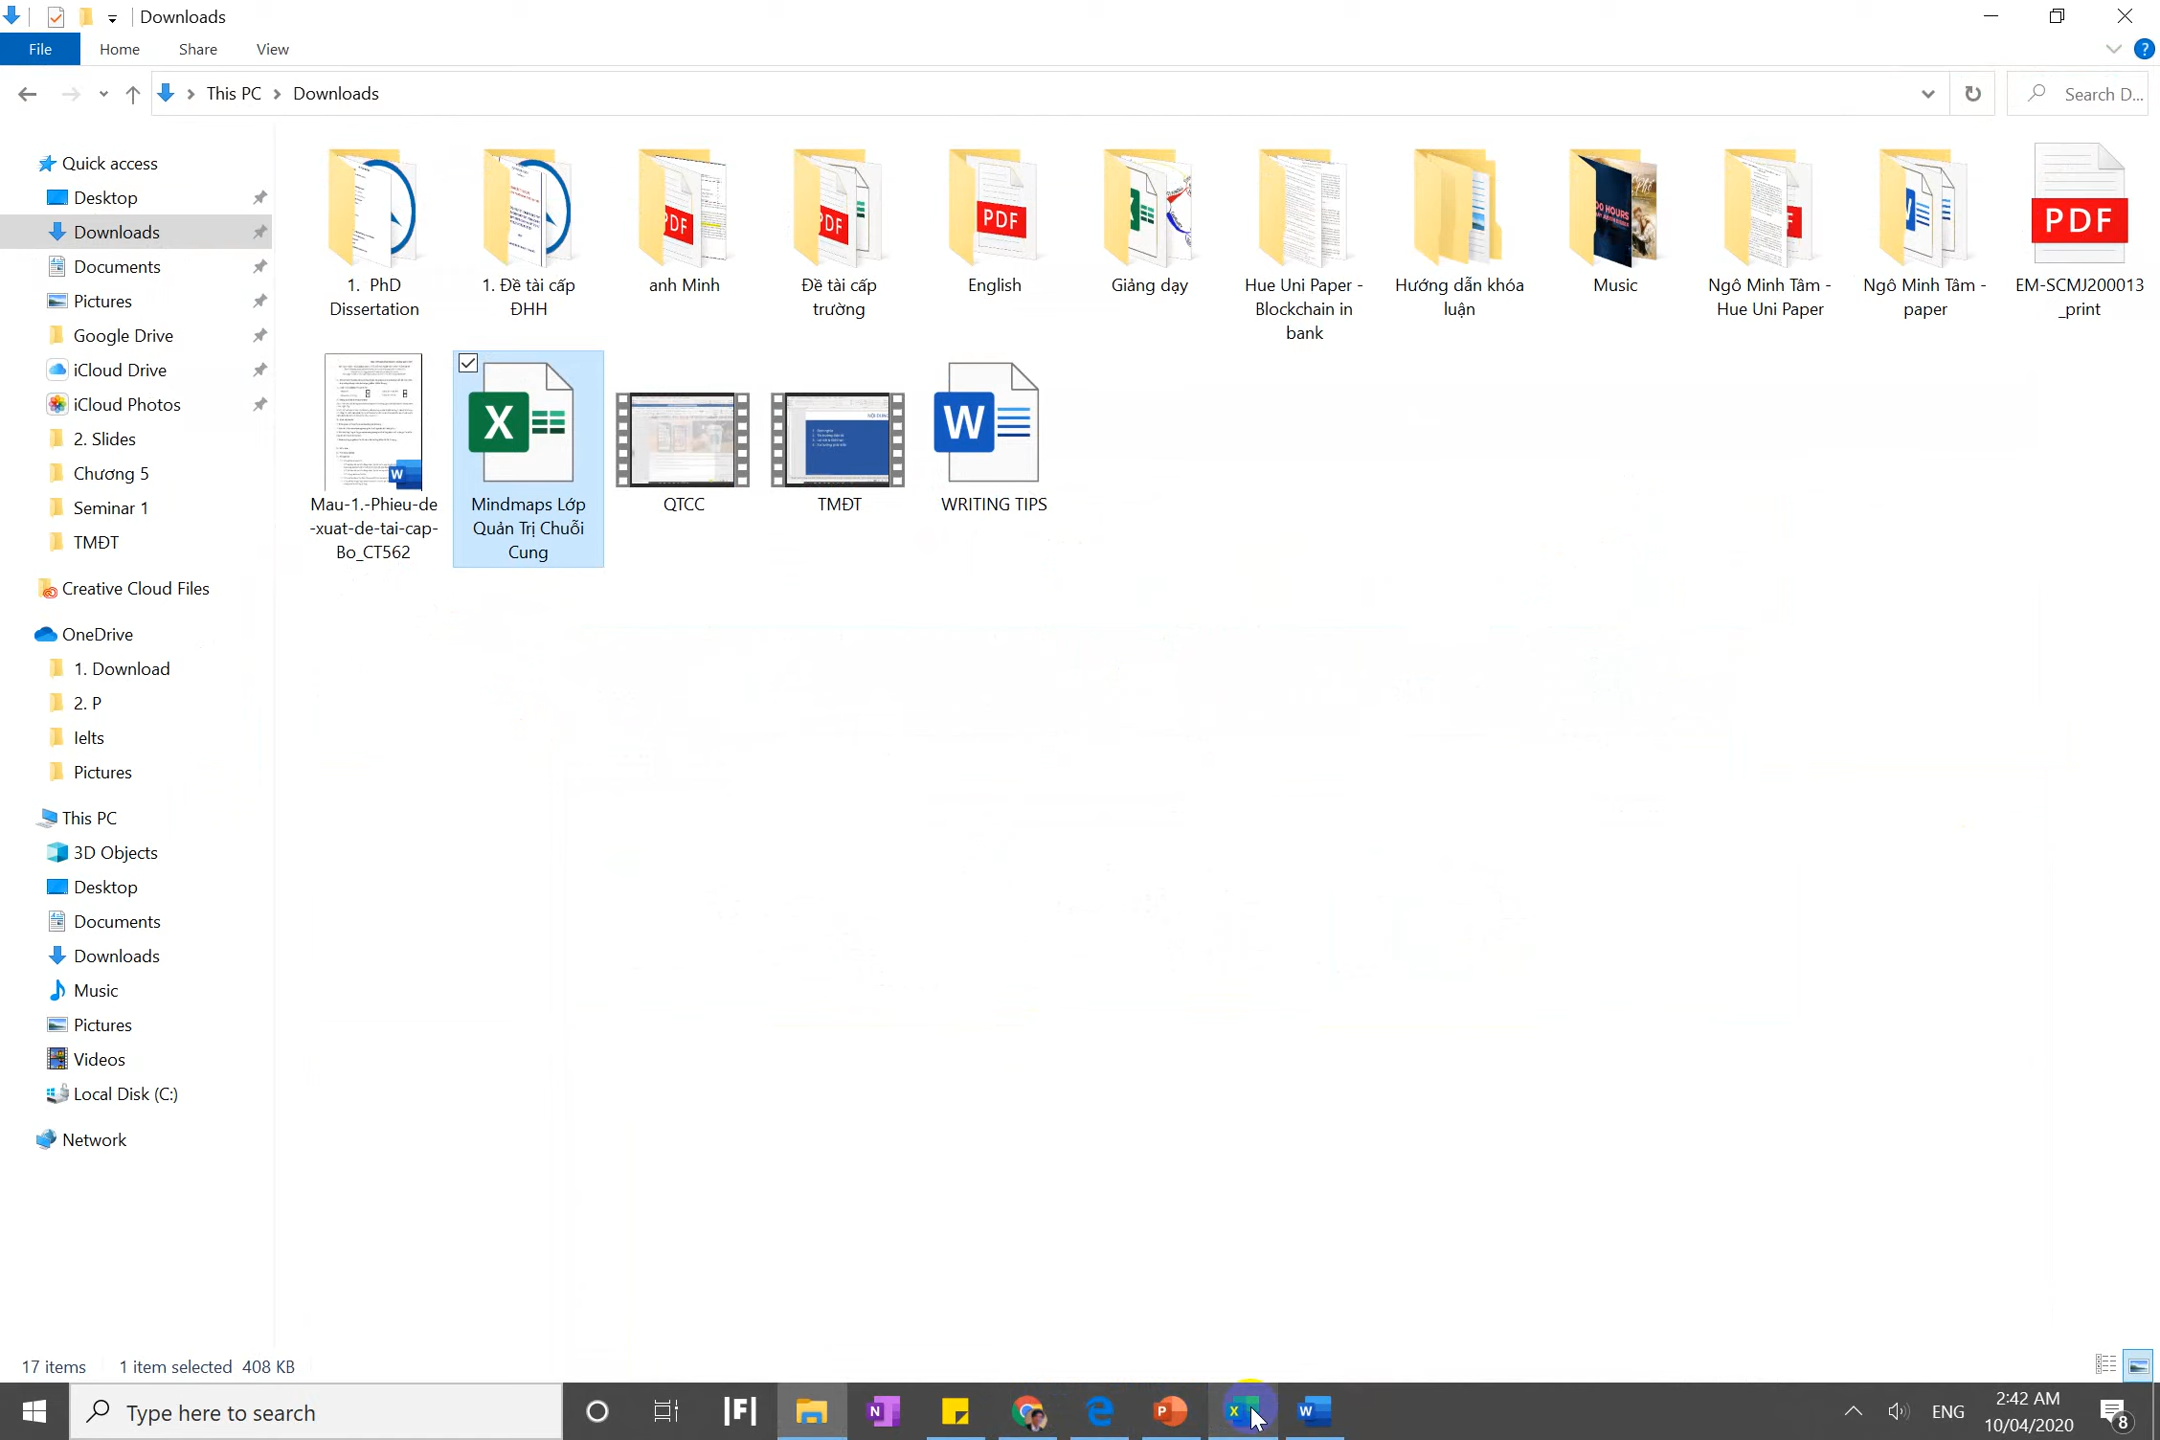 Downloads
File
Home
Share
View
This PC
Downloads
Search D...
Quick access
Desktop
Downloads
Documents
Pictures
Google Drive
iCloud Drive
iCloud Photos
2. Slides
Chương 5
Seminar 1
TMĐT
Creative Cloud Files
OneDrive
1. Download
2. P
Ielts
Pictures
This PC
3D Objects
Desktop
Documents
Downloads
Music
Pictures
Videos
Local Disk (C:)
Network
1. PhD
Dissertation
1. Đề tài cấp
ĐHH
anh Minh
Đề tài cấp
trường
English
Giảng dạy
Hue Uni Paper -
Blockchain in
bank
Hướng dẫn khóa
luận
Music
Ngô Minh Tâm -
Hue Uni Paper
Ngô Minh Tâm -
paper
PDF
EM-SCMJ200013
_print
Mau-1.-Phieu-de
-xuat-de-tai-cap-
Bo_CT562
Mindmaps Lớp
Quản Trị Chuỗi
Cung
QTCC
TMĐT
WRITING TIPS
17 items
1 item selected 408 KB
Type here to search
ENG
2:42 AM
10/04/2020
8